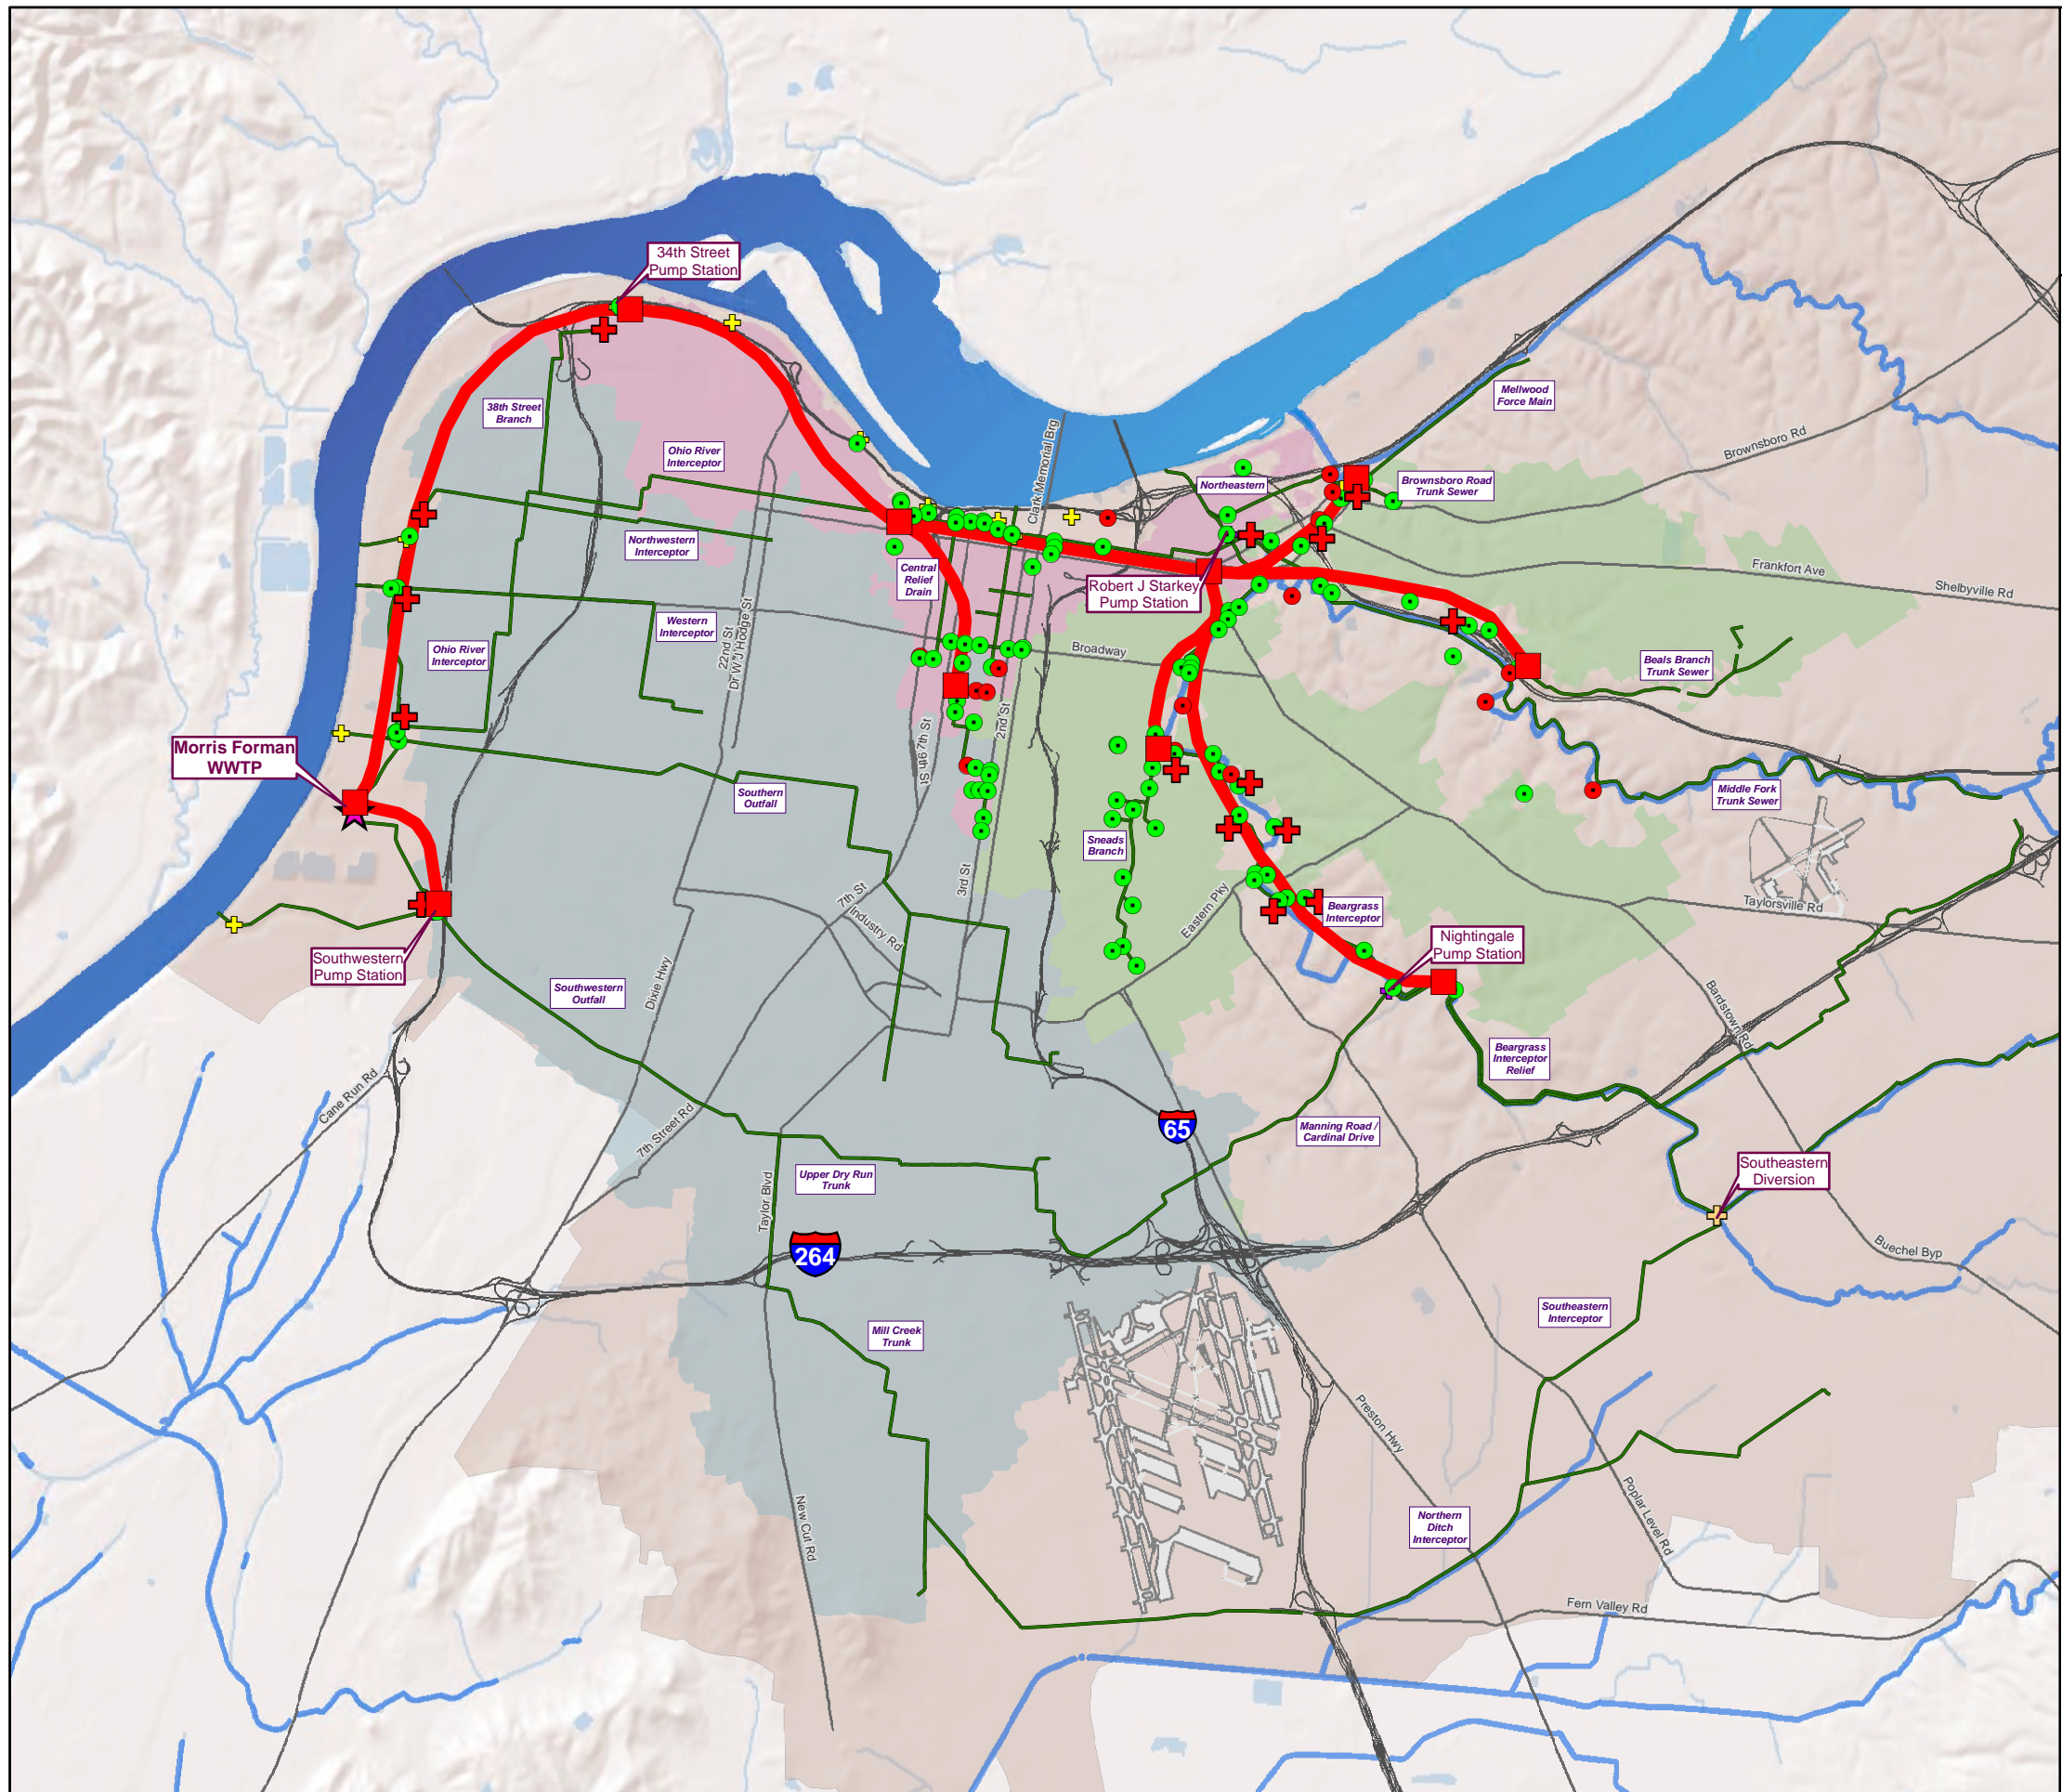 34th Street
Pump Station
Mellwood
Force Main
38th Street
Branch
Clark Memorial Brg
Brownsboro Rd
Ohio River
Interceptor
Northeastern
Brownsboro Road
Trunk Sewer
Northwestern
Interceptor
Central
Relief
Drain
Frankfort Ave
Shelbyville Rd
Robert J Starkey
Pump Station
Western
Interceptor
22nd St
Dr W J Hodge St
Ohio River
Interceptor
Broadway
Beals Branch
Trunk Sewer
2nd St
7th St
9th St
Morris Forman
WWTP
Southern
Outfall
Middle Fork
Trunk Sewer
Sneads
Branch
3rd St
7th St
Industry Rd
Eastern Pky
Beargrass
Interceptor
Taylorsville Rd
Nightingale
Pump Station
Southwestern
Pump Station
Southwestern
Outfall
Dixie Hwy
Bardstown Rd
Beargrass
Interceptor
Relief
Cane Run Rd
7th Street Rd
65
Manning Road /
Cardinal Drive
Upper Dry Run
Trunk
Southeastern
Diversion
Taylor Blvd
264
Buechel Byp
Southeastern
Interceptor
Mill Creek
Trunk
Preston Hwy
New Cut Rd
Northern
Ditch
Interceptor
Poplar Level Rd
Fern Valley Rd